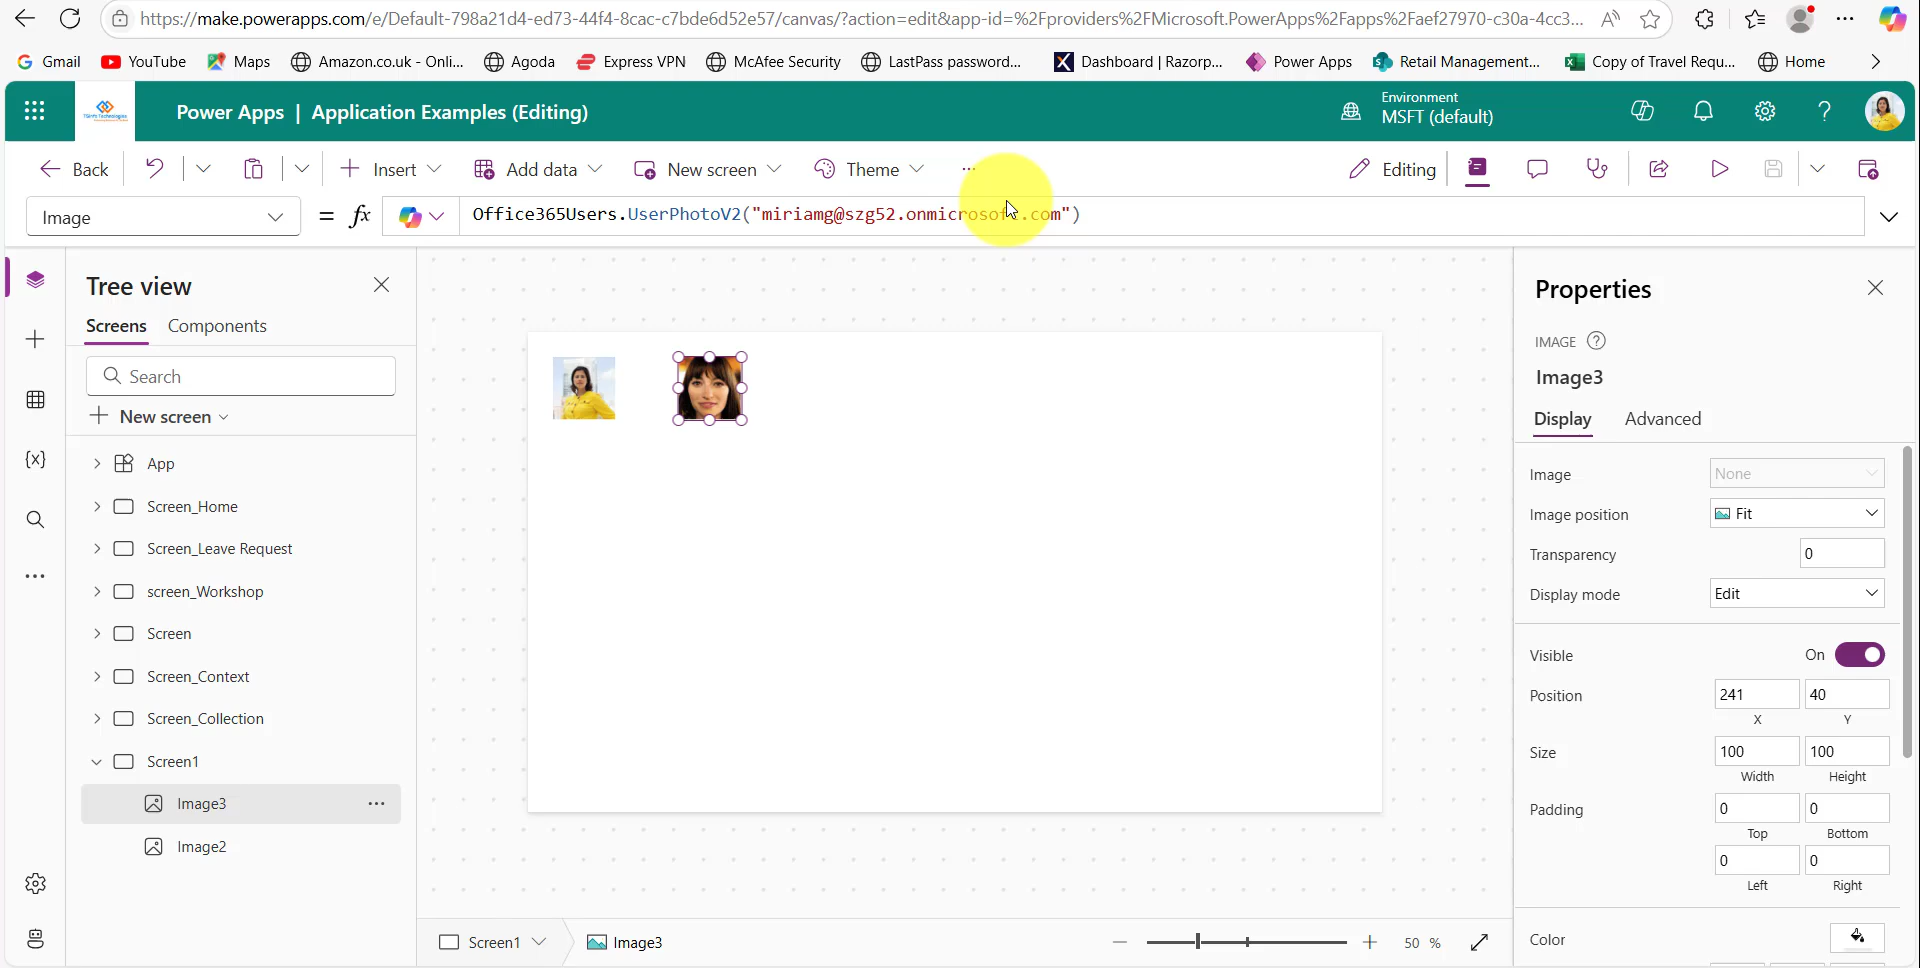 https://make.powerapps.com/e/Default-798a21d4-ed73-44f4-8cac-c7bde6d52e57/canvas/?action=edit&app-id=%2Fproviders%2FMicrosoft.PowerApps%2Fapps%2Faef27970-c30a-4cc3...
Gmail YouTube Maps Amazon.co.uk - Onli... Agoda Express VPN McAfee Security LastPass password... Dashboard | Razorp... Power Apps Retail Management... Copy of Travel Requ... Home
Power Apps | Application Examples (Editing)
Environment
MSFT (default)
Back Insert Add data New screen Theme ... Editing
Image = fx Office365Users.UserPhotoV2("miriamg@szg52.onmicrosoft.com")
Tree view
Screens Components
Search
New screen
App
Screen_Home
Screen_Leave Request
screen_Workshop
Screen
Screen_Context
Screen_Collection
Screen1
Image3 ...
Image2
Properties
IMAGE ?
Image3
Display Advanced
Image None
Image position Fit
Transparency 0
Display mode Edit
Visible On
Position 241 40
X Y
Size 100 100
Width Height
Padding 0 0
Top Bottom
0 0
Left Right
Color
Screen1 Image3 50 %